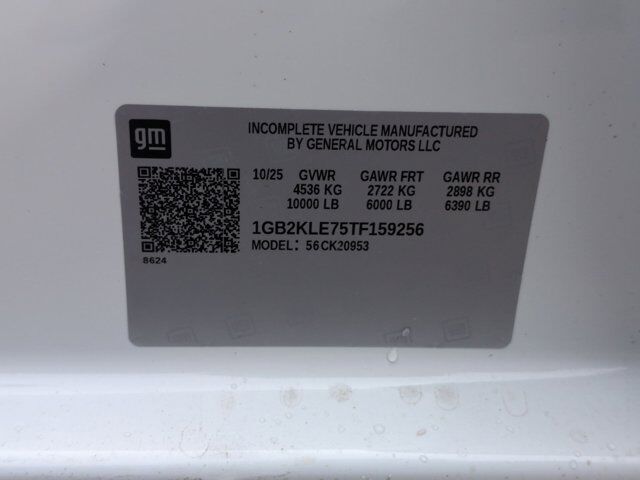 gm
INCOMPLETE VEHICLE MANUFACTURED
BY GENERAL MOTORS LLC
10/25 GVWR GAWR FRT GAWR RR
4536 KG 2722 KG 2898 KG
10000 LB 6000 LB 6390 LB
1GB2KLE75TF159256
MODEL: 56CK20953
8624